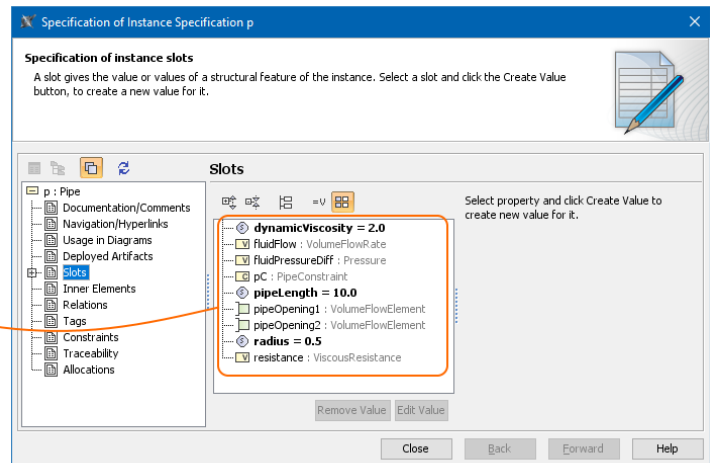 Specification of Instance Specification p
Specification of instance slots
A slot gives the value or values of a structural feature of the instance. Select a slot and click the Create Value
button, to create a new value for it.
Slots
p : Pipe
Documentation/Comments
Navigation/Hyperlinks
Usage in Diagrams
Deployed Artifacts
Slots
Inner Elements
Relations
Tags
Constraints
Traceability
Allocations
=V
S dynamicViscosity = 2.0
V fluidFlow : VolumeFlowRate
V fluidPressureDiff : Pressure
C pC : PipeConstraint
S pipeLength = 10.0
pipeOpening1 : VolumeFlowElement
pipeOpening2 : VolumeFlowElement
S radius = 0.5
V resistance : ViscousResistance
Select property and click Create Value to
create new value for it.
Remove Value Edit Value
Close Back Forward Help